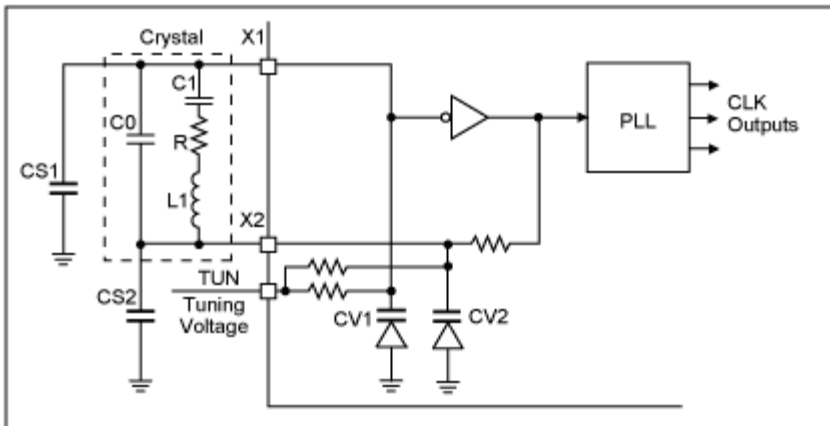 Crystal
X1
C1
C0
R
CS1
L1
X2
TUN
Tuning
Voltage
CS2
CV1
CV2
PLL
CLK
Outputs